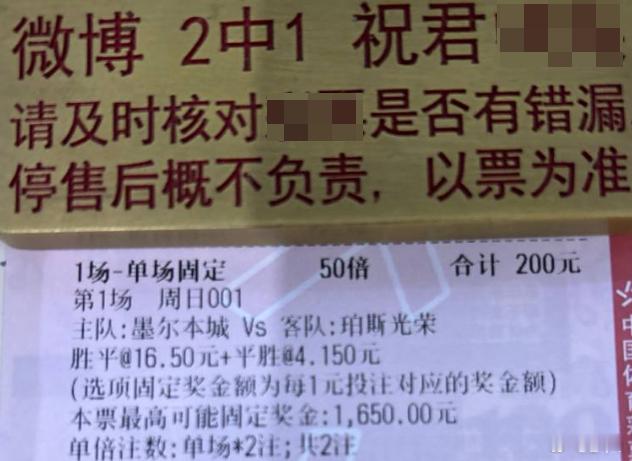 微博 2中1 祝君
请及时核对 是否有错漏
停售后概不负责，以票为准
1场-单场固定 50倍 合计 200元
第1场 周日001
主队:墨尔本城 Vs 客队:珀斯光荣
胜平@16.50元+平胜@4.150元
(选项固定奖金额为每1元投注对应的奖金额)
本票最高可能固定奖金:1,650.00元
单倍注数:单场*2注;共2注
中国体育